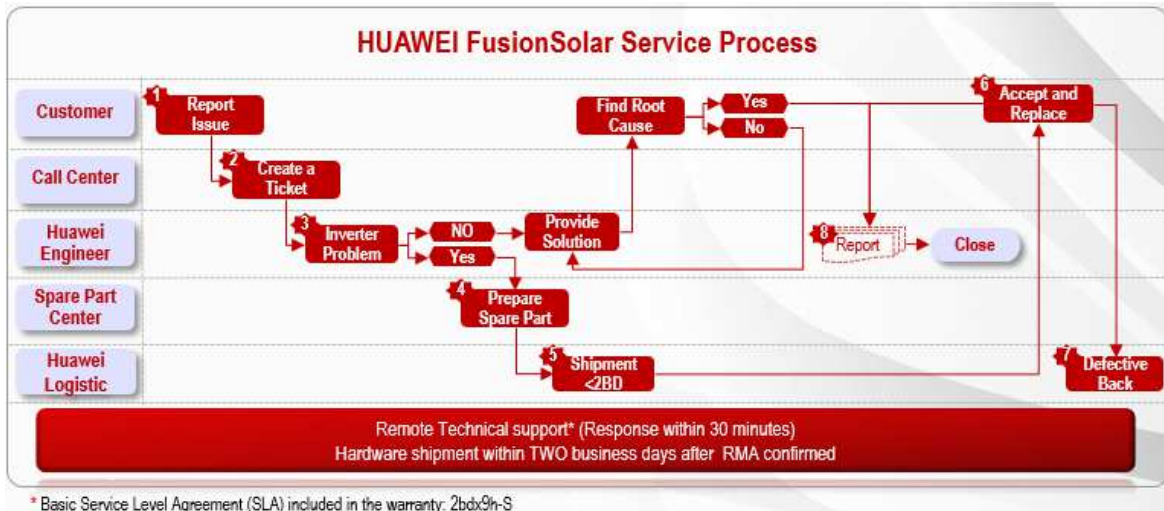 HUAWEI FusionSolar Service Process
Customer
1
Report
Issue
Find Root
Cause
Yes
No
6
Accept and
Replace
Call Center
2
Create a
Ticket
Huawei
Engineer
3
Inverter
Problem
NO
Yes
Provide
Solution
8
Report
Close
Spare Part
Center
4
Prepare
Spare Part
Huawei
Logistic
5
Shipment
<2BD
7
Defective
Back
Remote Technical support* (Response within 30 minutes)
Hardware shipment within TWO business days after RMA confirmed
* Basic Service Level Agreement (SLA) included in the warranty: 2bdx9h-S